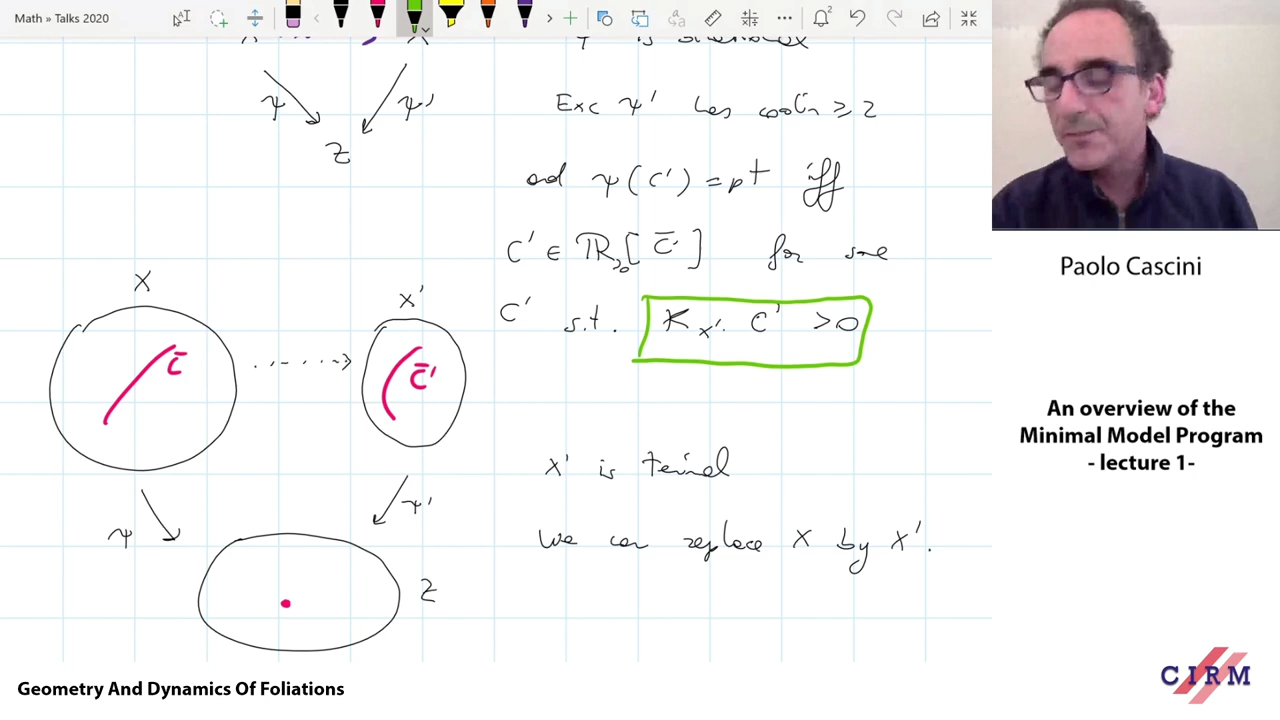 Math » Talks 2020
ψ ψ'
Z
Exc ψ' has codim ≥ 2
and ψ(C') = pt iff
C' ∈ ℝ≥0[C̄'] for some
C' s.t. K_X'. C' >0
X
X'
C̄
C̄'
X' is terminal
We can replace X by X'.
ψ
ψ'
Z
Paolo Cascini
An overview of the
Minimal Model Program
- lecture 1-
Geometry And Dynamics Of Foliations
CIRM